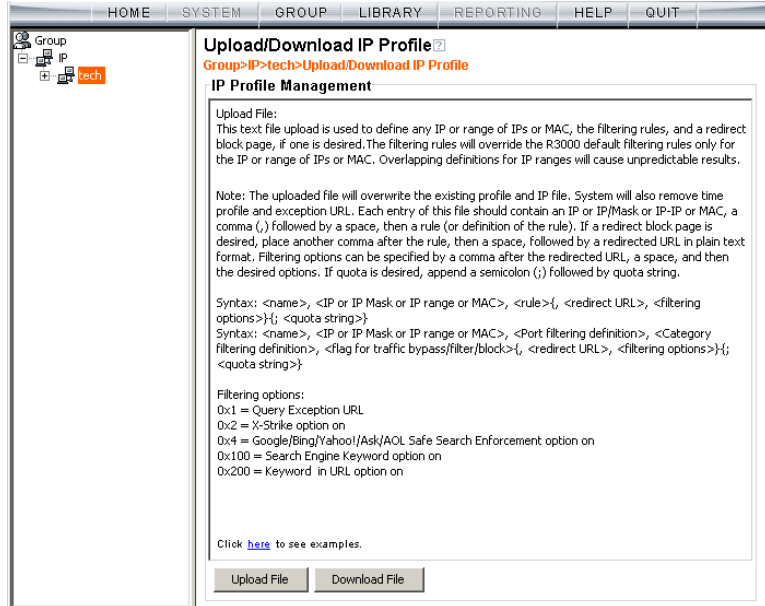 HOME SYSTEM GROUP LIBRARY REPORTING HELP QUIT
Group
IP
tech
Upload/Download IP Profile?
Group>IP>tech>Upload/Download IP Profile
IP Profile Management
Upload File:
This text file upload is used to define any IP or range of IPs or MAC, the filtering rules, and a redirect
block page, if one is desired.The filtering rules will override the R3000 default filtering rules only for
the IP or range of IPs or MAC. Overlapping definitions for IP ranges will cause unpredictable results.
Note: The uploaded file will overwrite the existing profile and IP file. System will also remove time
profile and exception URL. Each entry of this file should contain an IP or IP/Mask or IP-IP or MAC, a
comma (,) followed by a space, then a rule (or definition of the rule). If a redirect block page is
desired, place another comma after the rule, then a space, followed by a redirected URL in plain text
format. Filtering options can be specified by a comma after the redirected URL, a space, and then
the desired options. If quota is desired, append a semicolon (;) followed by quota string.
Syntax: <name>, <IP or IP Mask or IP range or MAC>, <rule>{, <redirect URL>, <filtering
options>}{; <quota string>}
Syntax: <name>, <IP or IP Mask or IP range or MAC>, <Port filtering definition>, <Category
filtering definition>, <flag for traffic bypass/filter/block>{, <redirect URL>, <filtering options>}{;
<quota string>}
Filtering options:
0x1 = Query Exception URL
0x2 = X-Strike option on
0x4 = Google/Bing/Yahoo!/Ask/AOL Safe Search Enforcement option on
0x100 = Search Engine Keyword option on
0x200 = Keyword in URL option on
Click here to see examples.
Upload File Download File